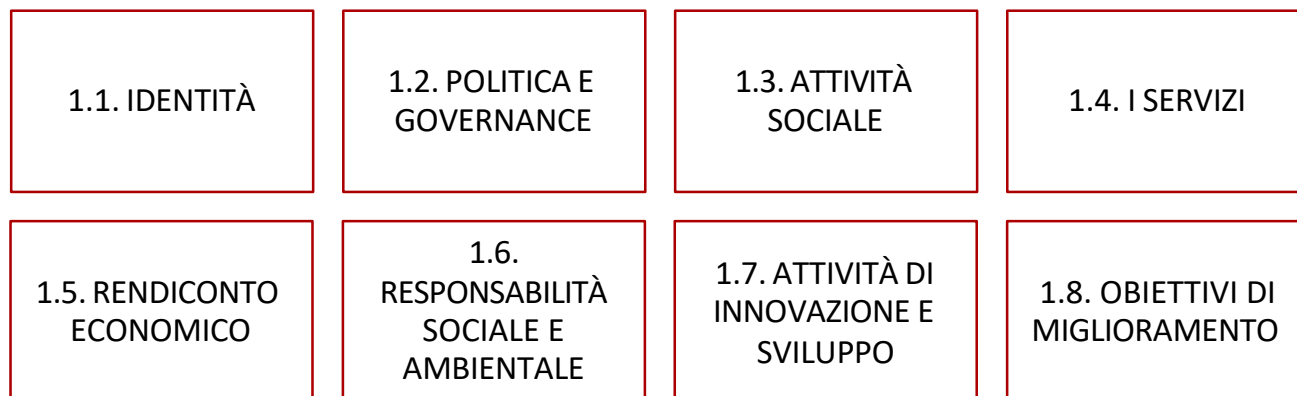 1.1. IDENTITÀ
1.2. POLITICA E
GOVERNANCE
1.3. ATTIVITÀ
SOCIALE
1.4. I SERVIZI
1.5. RENDICONTO
ECONOMICO
1.6.
RESPONSABILITÀ
SOCIALE E
AMBIENTALE
1.7. ATTIVITÀ DI
INNOVAZIONE E
SVILUPPO
1.8. OBIETTIVI DI
MIGLIORAMENTO